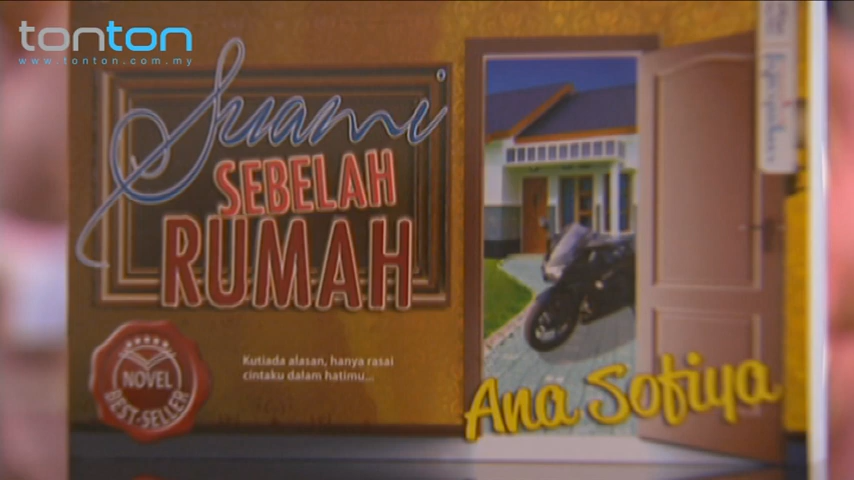 tonton
www.tonton.com.my
Suami
SEBELAH
RUMAH
Kutiada alasan, hanya rasai
cintaku dalam hatimu...
NOVEL
BEST-SELLER
Ana Sofiya